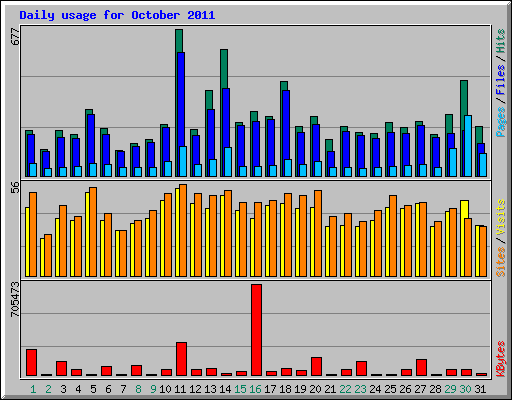 Daily usage for October 2011
677
Pages / Files / Hits
56
Sites / Visits
705473
KBytes
1 2 3 4 5 6 7 8 9 10 11 12 13 14 15 16 17 18 19 20 21 22 23 24 25 26 27 28 29 30 31